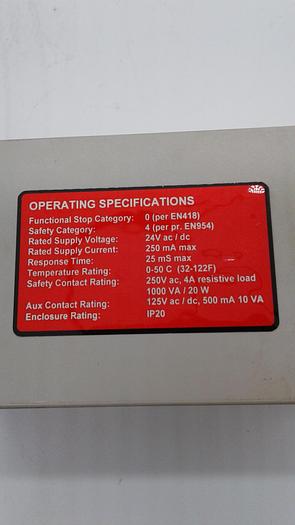 OPERATING SPECIFICATIONS
Functional Stop Category: 0 (per EN418)
Safety Category: 4 (per pr. EN954)
Rated Supply Voltage: 24V ac / dc
Rated Supply Current: 250 mA max
Response Time: 25 mS max
Temperature Rating: 0-50 C (32-122F)
Safety Contact Rating: 250V ac, 4A resistive load
1000 VA / 20 W
Aux Contact Rating: 125V ac / dc, 500 mA 10 VA
Enclosure Rating: IP20